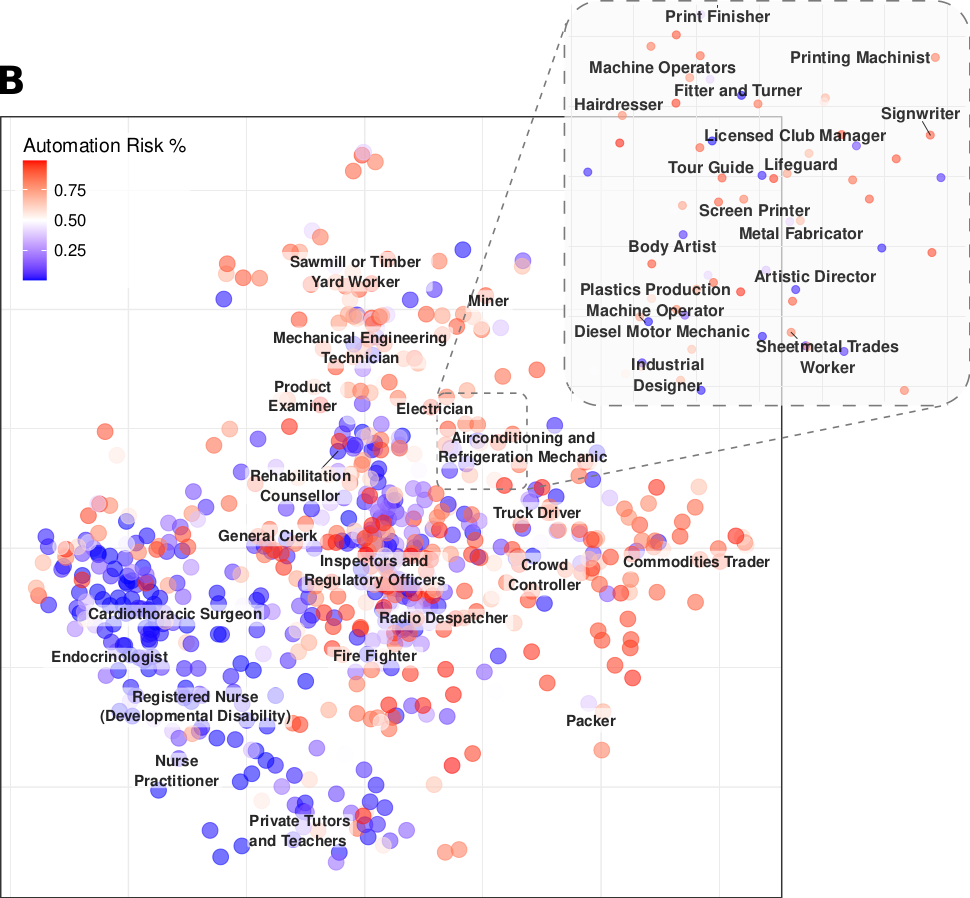 B
Automation Risk %
0.75
0.50
0.25
Print Finisher
Printing Machinist
Machine Operators
Fitter and Turner
Hairdresser
Signwriter
Licensed Club Manager
Tour Guide
Lifeguard
Screen Printer
Metal Fabricator
Body Artist
Artistic Director
Plastics Production
Machine Operator
Diesel Motor Mechanic
Sheetmetal Trades
Worker
Industrial
Designer
Sawmill or Timber
Yard Worker
Miner
Mechanical Engineering
Technician
Product
Examiner
Electrician
Airconditioning and
Refrigeration Mechanic
Rehabilitation
Counsellor
Truck Driver
General Clerk
Inspectors and
Regulatory Officers
Crowd
Controller
Commodities Trader
Cardiothoracic Surgeon
Radio Despatcher
Endocrinologist
Fire Fighter
Registered Nurse
(Developmental Disability)
Packer
Nurse
Practitioner
Private Tutors
and Teachers